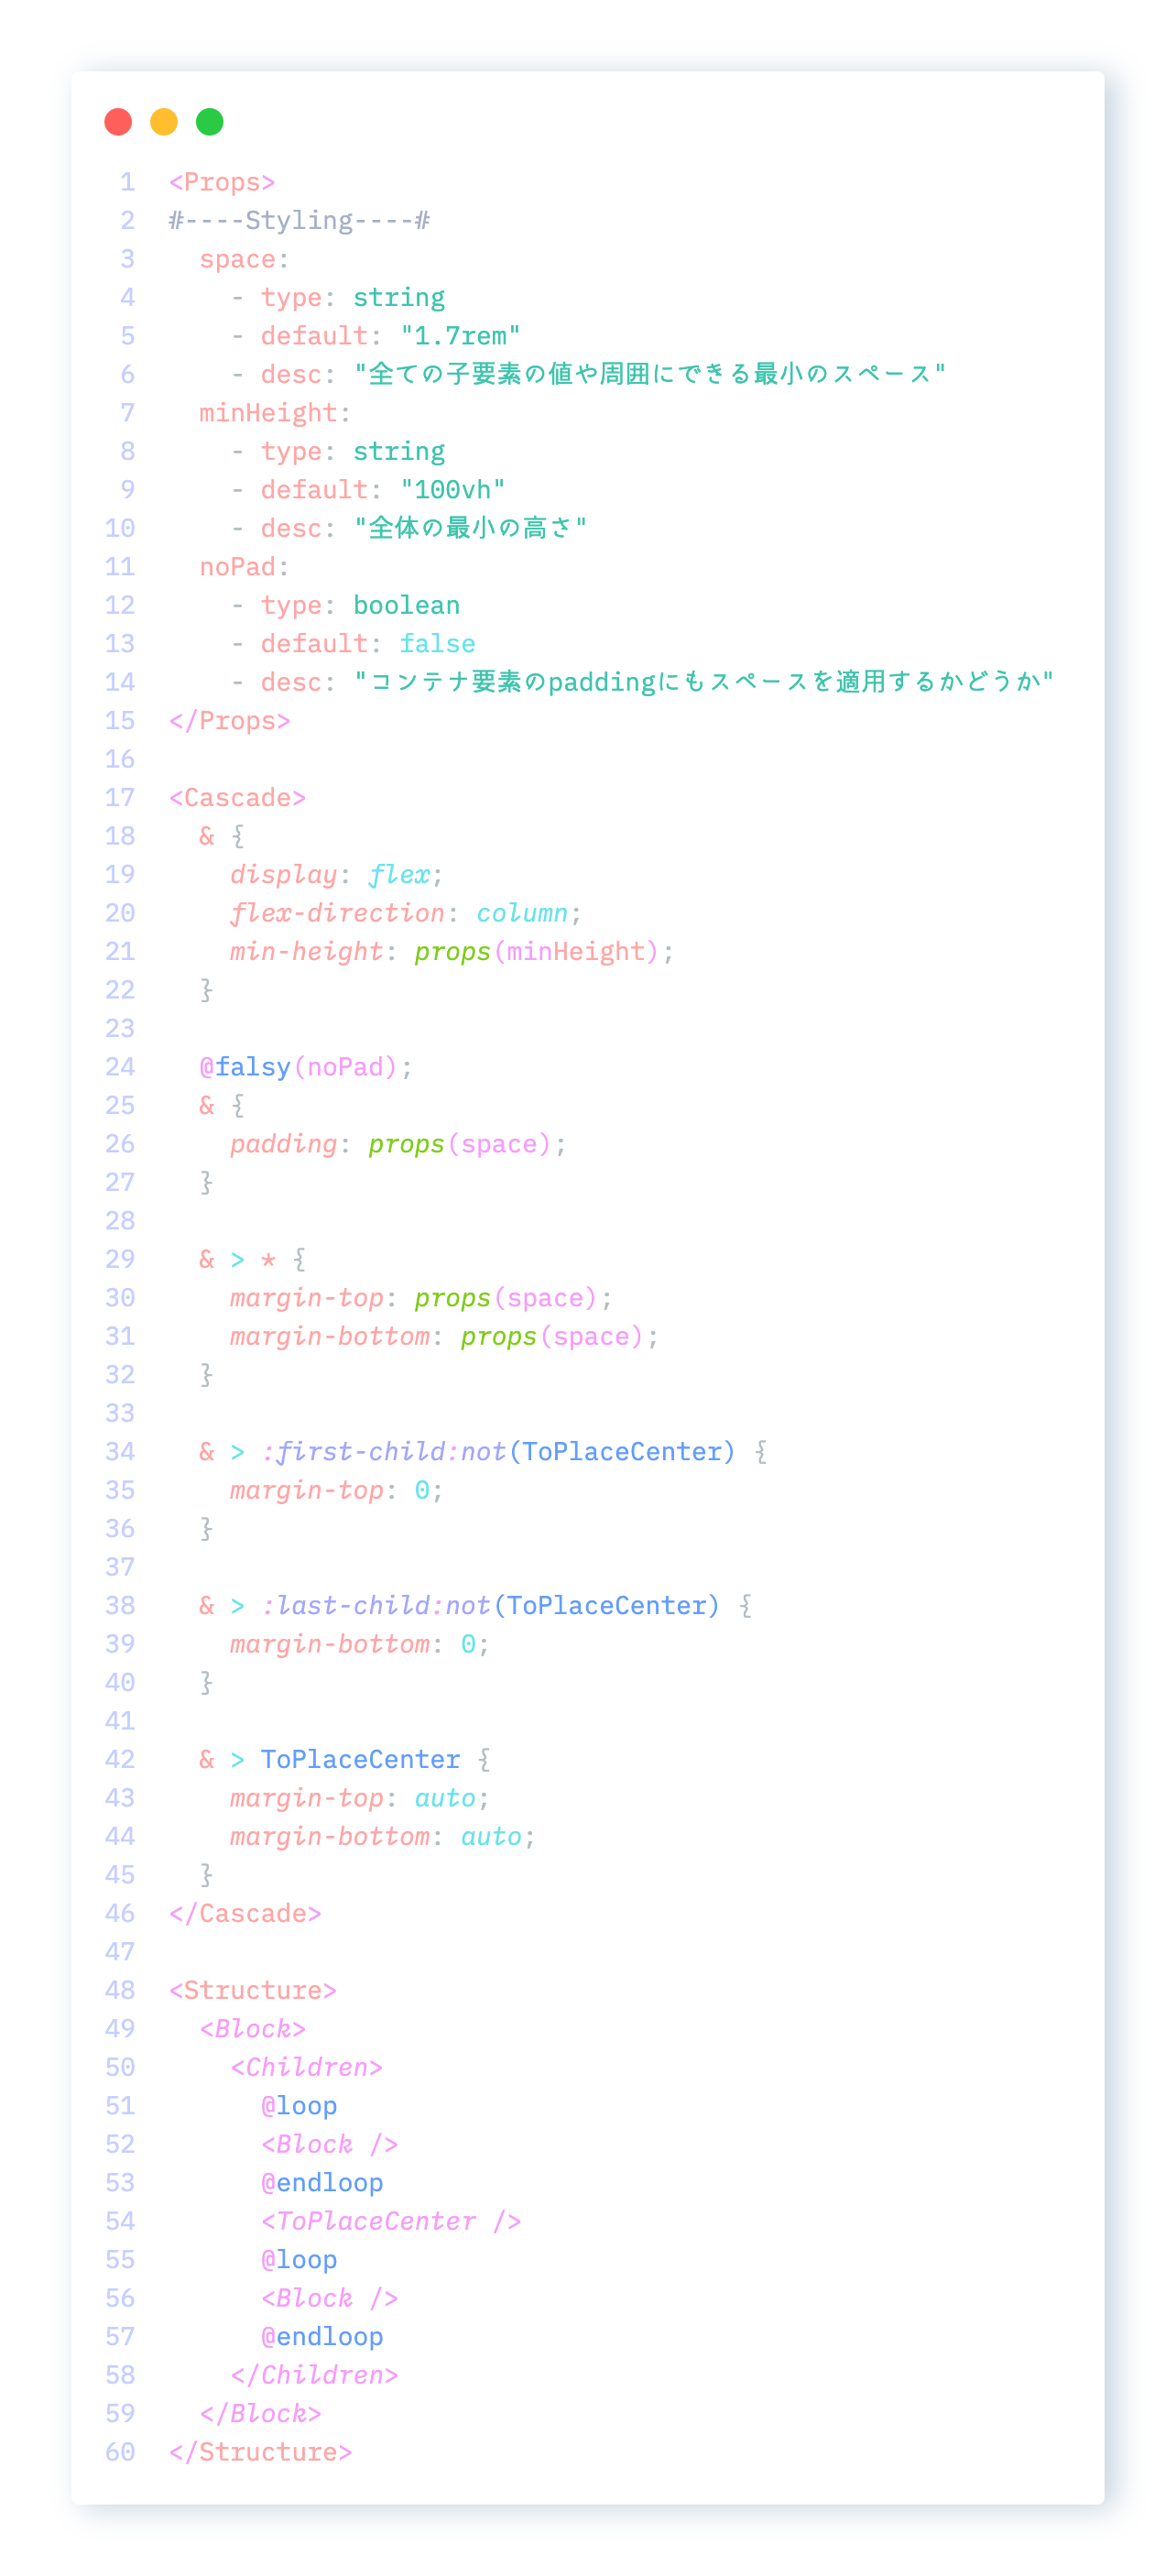 1 <Props>
2 #----Styling----#
3   space:
4     - type: string
5     - default: "1.7rem"
6     - desc: "全ての子要素の値や周囲にできる最小のスペース"
7   minHeight:
8     - type: string
9     - default: "100vh"
10     - desc: "全体の最小の高さ"
11   noPad:
12     - type: boolean
13     - default: false
14     - desc: "コンテナ要素のpaddingにもスペースを適用するかどうか"
15 </Props>
16
17 <Cascade>
18   & {
19     display: flex;
20     flex-direction: column;
21     min-height: props(minHeight);
22   }
23
24   @falsy(noPad);
25   & {
26     padding: props(space);
27   }
28
29   & > * {
30     margin-top: props(space);
31     margin-bottom: props(space);
32   }
33
34   & > :first-child:not(ToPlaceCenter) {
35     margin-top: 0;
36   }
37
38   & > :last-child:not(ToPlaceCenter) {
39     margin-bottom: 0;
40   }
41
42   & > ToPlaceCenter {
43     margin-top: auto;
44     margin-bottom: auto;
45   }
46 </Cascade>
47
48 <Structure>
49   <Block>
50     <Children>
51       @loop
52       <Block />
53       @endloop
54       <ToPlaceCenter />
55       @loop
56       <Block />
57       @endloop
58     </Children>
59   </Block>
60 </Structure>